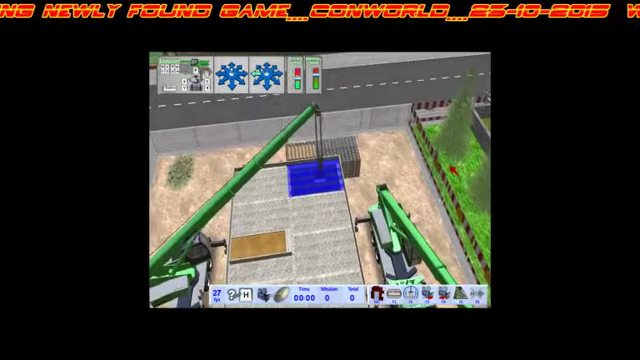 NG NEWLY FOUND GAME,,,,CONWORLD,,,,23-10-2015 W
27
fps
?
H
Time
00:00
Mission
0
Total
0